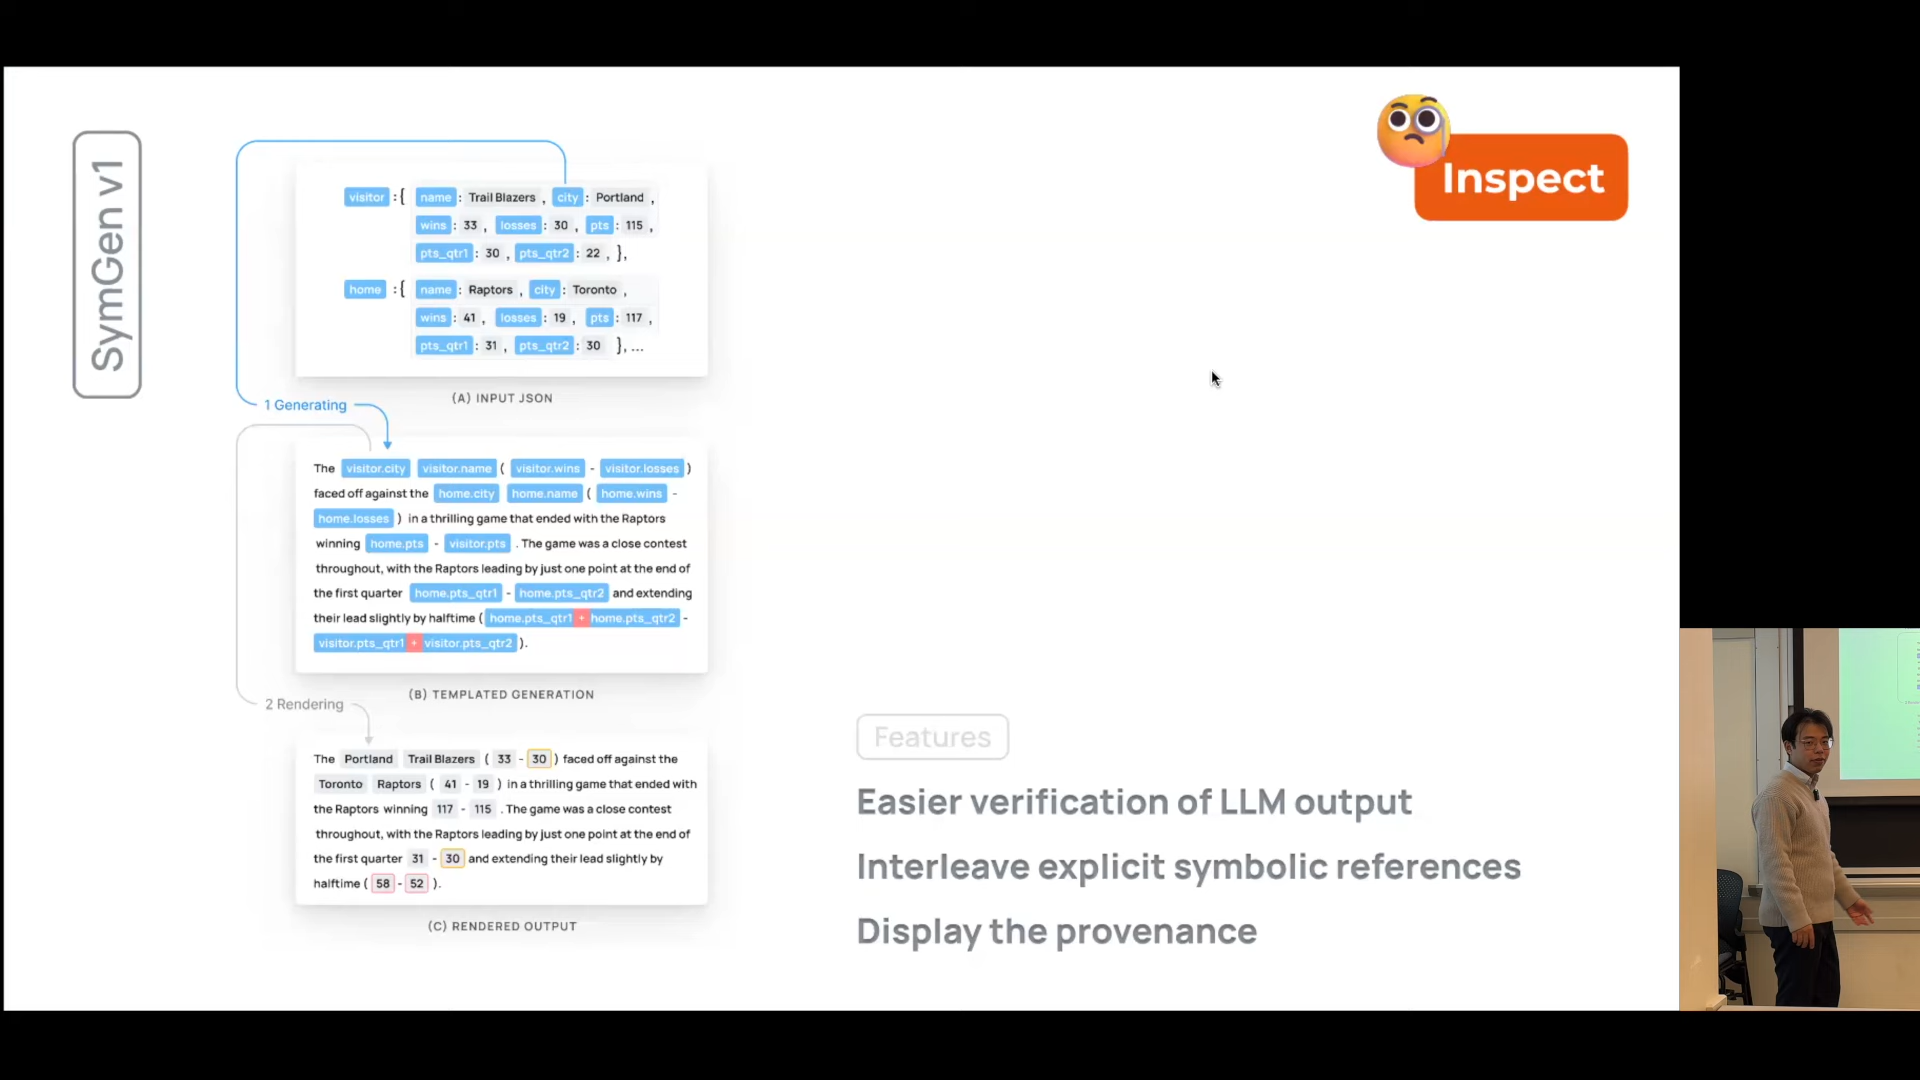 SymGen v1
Inspect
visitor :{ name : Trail Blazers , city : Portland ,
wins : 33 , losses : 30 , pts : 115 ,
pts_qtr1 : 30 , pts_qtr2 : 22 , },
home :{ name : Raptors , city : Toronto ,
wins : 41 , losses : 19 , pts : 117 ,
pts_qtr1 : 31 , pts_qtr2 : 30 }, ...
(A) INPUT JSON
1 Generating
The visitor.city visitor.name ( visitor.wins - visitor.losses )
faced off against the home.city home.name ( home.wins -
home.losses ) in a thrilling game that ended with the Raptors
winning home.pts - visitor.pts . The game was a close contest
throughout, with the Raptors leading by just one point at the end of
the first quarter home.pts_qtr1 - home.pts_qtr2 and extending
their lead slightly by halftime ( home.pts_qtr1 + home.pts_qtr2 -
visitor.pts_qtr1 + visitor.pts_qtr2 ).
(B) TEMPLATED GENERATION
2 Rendering
The Portland Trail Blazers ( 33 - 30 ) faced off against the
Toronto Raptors ( 41 - 19 ) in a thrilling game that ended with
the Raptors winning 117 - 115 . The game was a close contest
throughout, with the Raptors leading by just one point at the end of
the first quarter 31 - 30 and extending their lead slightly by
halftime ( 58 - 52 ).
(C) RENDERED OUTPUT
Features
Easier verification of LLM output
Interleave explicit symbolic references
Display the provenance